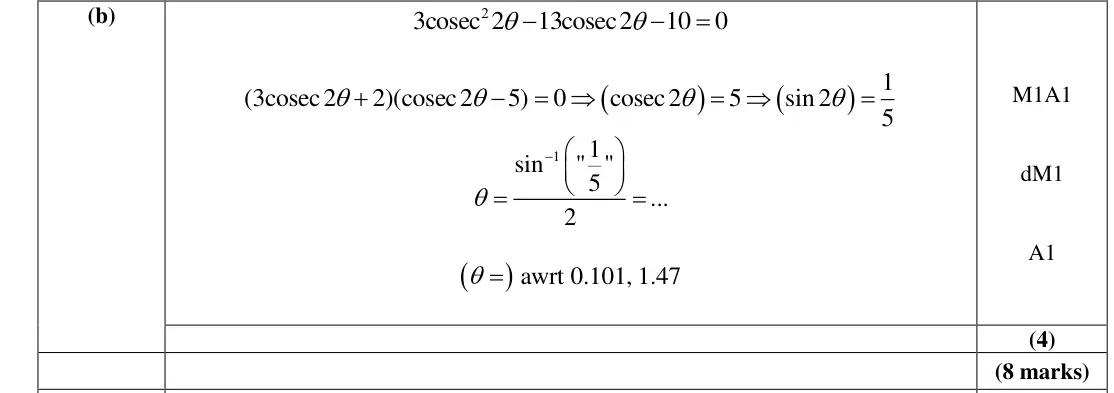 (b)
3cosec²2θ−13cosec2θ−10=0
(3cosec2θ+2)(cosec2θ−5)=0⇒(cosec2θ)=5⇒(sin2θ)=1/5
M1A1
θ=sin⁻¹("1/5")/2=...
dM1
(θ=) awrt 0.101, 1.47
A1
(4)
(8 marks)